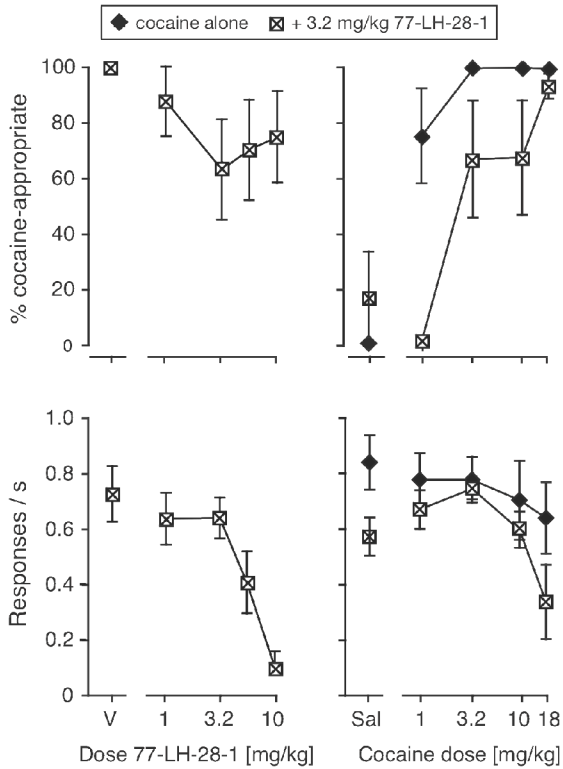 cocaine alone + 3.2 mg/kg 77-LH-28-1
% cocaine-appropriate
100
80
60
40
20
0
Responses / s
1.0
0.8
0.6
0.4
0.2
0
V 1 3.2 10
Sal 1 3.2 10 18
Dose 77-LH-28-1 [mg/kg]
Cocaine dose [mg/kg]